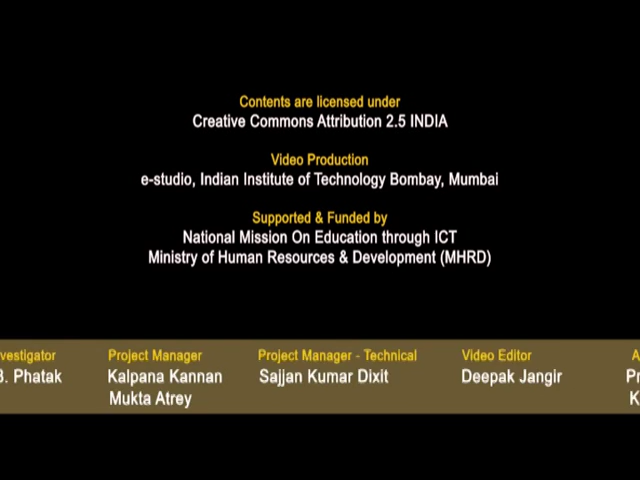 Contents are licensed under
Creative Commons Attribution 2.5 INDIA
Video Production
e-studio, Indian Institute of Technology Bombay, Mumbai
Supported & Funded by
National Mission On Education through ICT
Ministry of Human Resources & Development (MHRD)
Project Manager Project Manager - Technical Video Editor
Phatak Kalpana Kannan Sajjan Kumar Dixit Deepak Jangir
Mukta Atrey